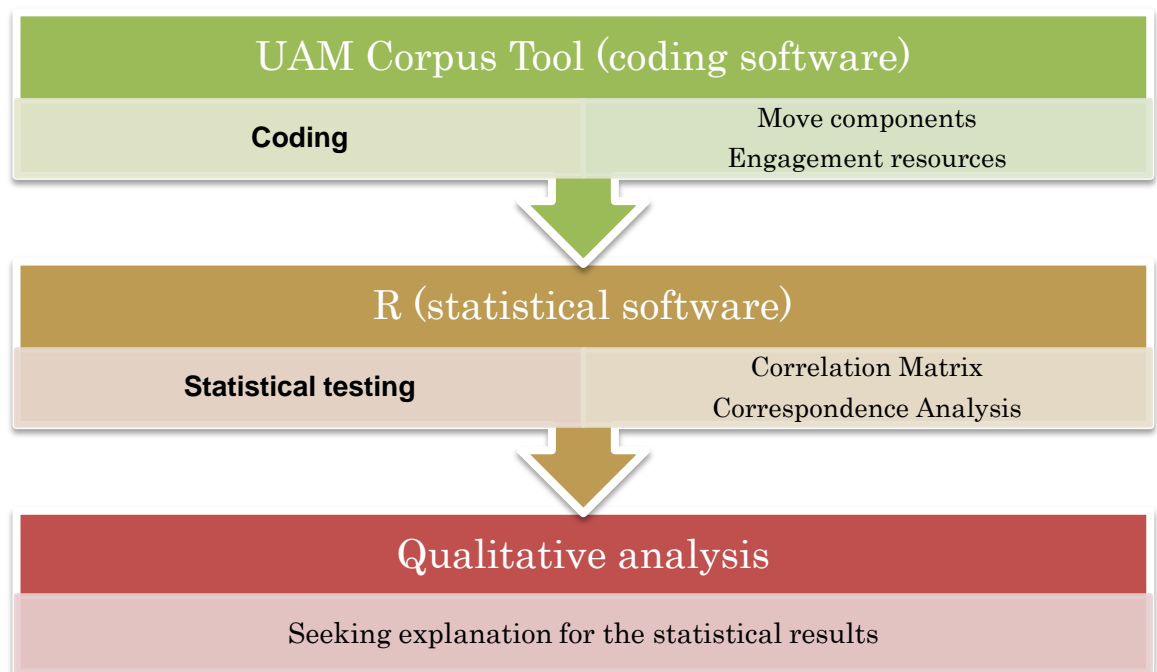 UAM Corpus Tool (coding software)
Coding
Move components
Engagement resources
R (statistical software)
Statistical testing
Correlation Matrix
Correspondence Analysis
Qualitative analysis
Seeking explanation for the statistical results